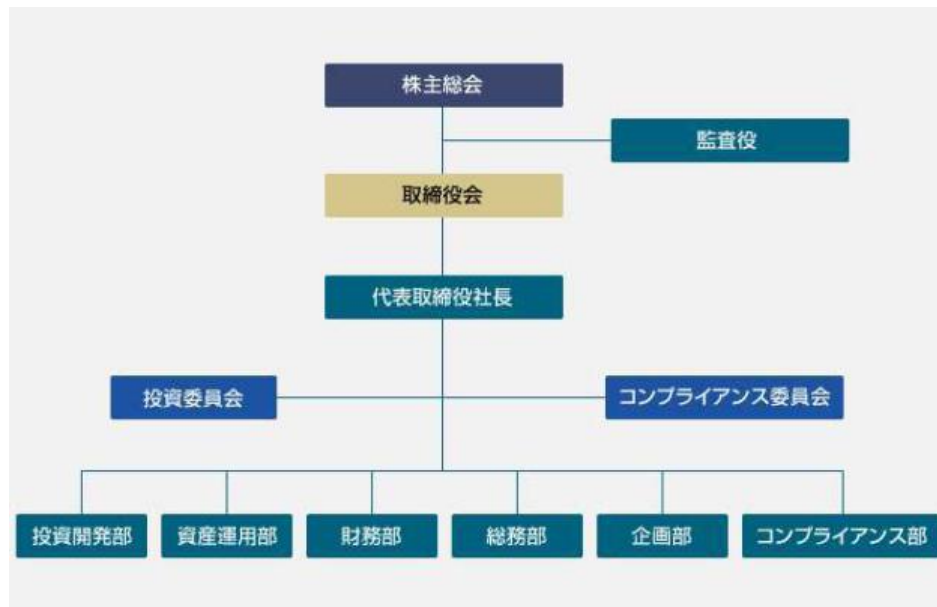 株主総会
監査役
取締役会
代表取締役社長
投資委員会
コンプライアンス委員会
投資開発部
資産運用部
財務部
総務部
企画部
コンプライアンス部